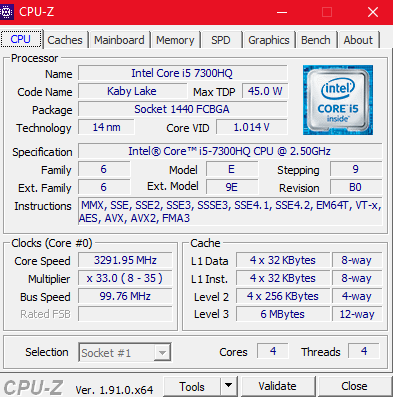 CPU-Z
CPU Caches Mainboard Memory SPD Graphics Bench About
Processor
Name Intel Core i5 7300HQ
Code Name Kaby Lake Max TDP 45.0 W
Package Socket 1440 FCBGA
Technology 14 nm Core VID 1.014 V
intel
CORE i5
inside™
Specification Intel® Core™ i5-7300HQ CPU @ 2.50GHz
Family 6 Model E Stepping 9
Ext. Family 6 Ext. Model 9E Revision B0
Instructions MMX, SSE, SSE2, SSE3, SSSE3, SSE4.1, SSE4.2, EM64T, VT-x,
AES, AVX, AVX2, FMA3
Clocks (Core #0)
Core Speed 3291.95 MHz
Multiplier x 33.0 ( 8 - 35 )
Bus Speed 99.76 MHz
Rated FSB
Cache
L1 Data 4 x 32 KBytes 8-way
L1 Inst. 4 x 32 KBytes 8-way
Level 2 4 x 256 KBytes 4-way
Level 3 6 MBytes 12-way
Selection Socket #1 Cores 4 Threads 4
CPU-Z Ver. 1.91.0.x64 Tools Validate Close